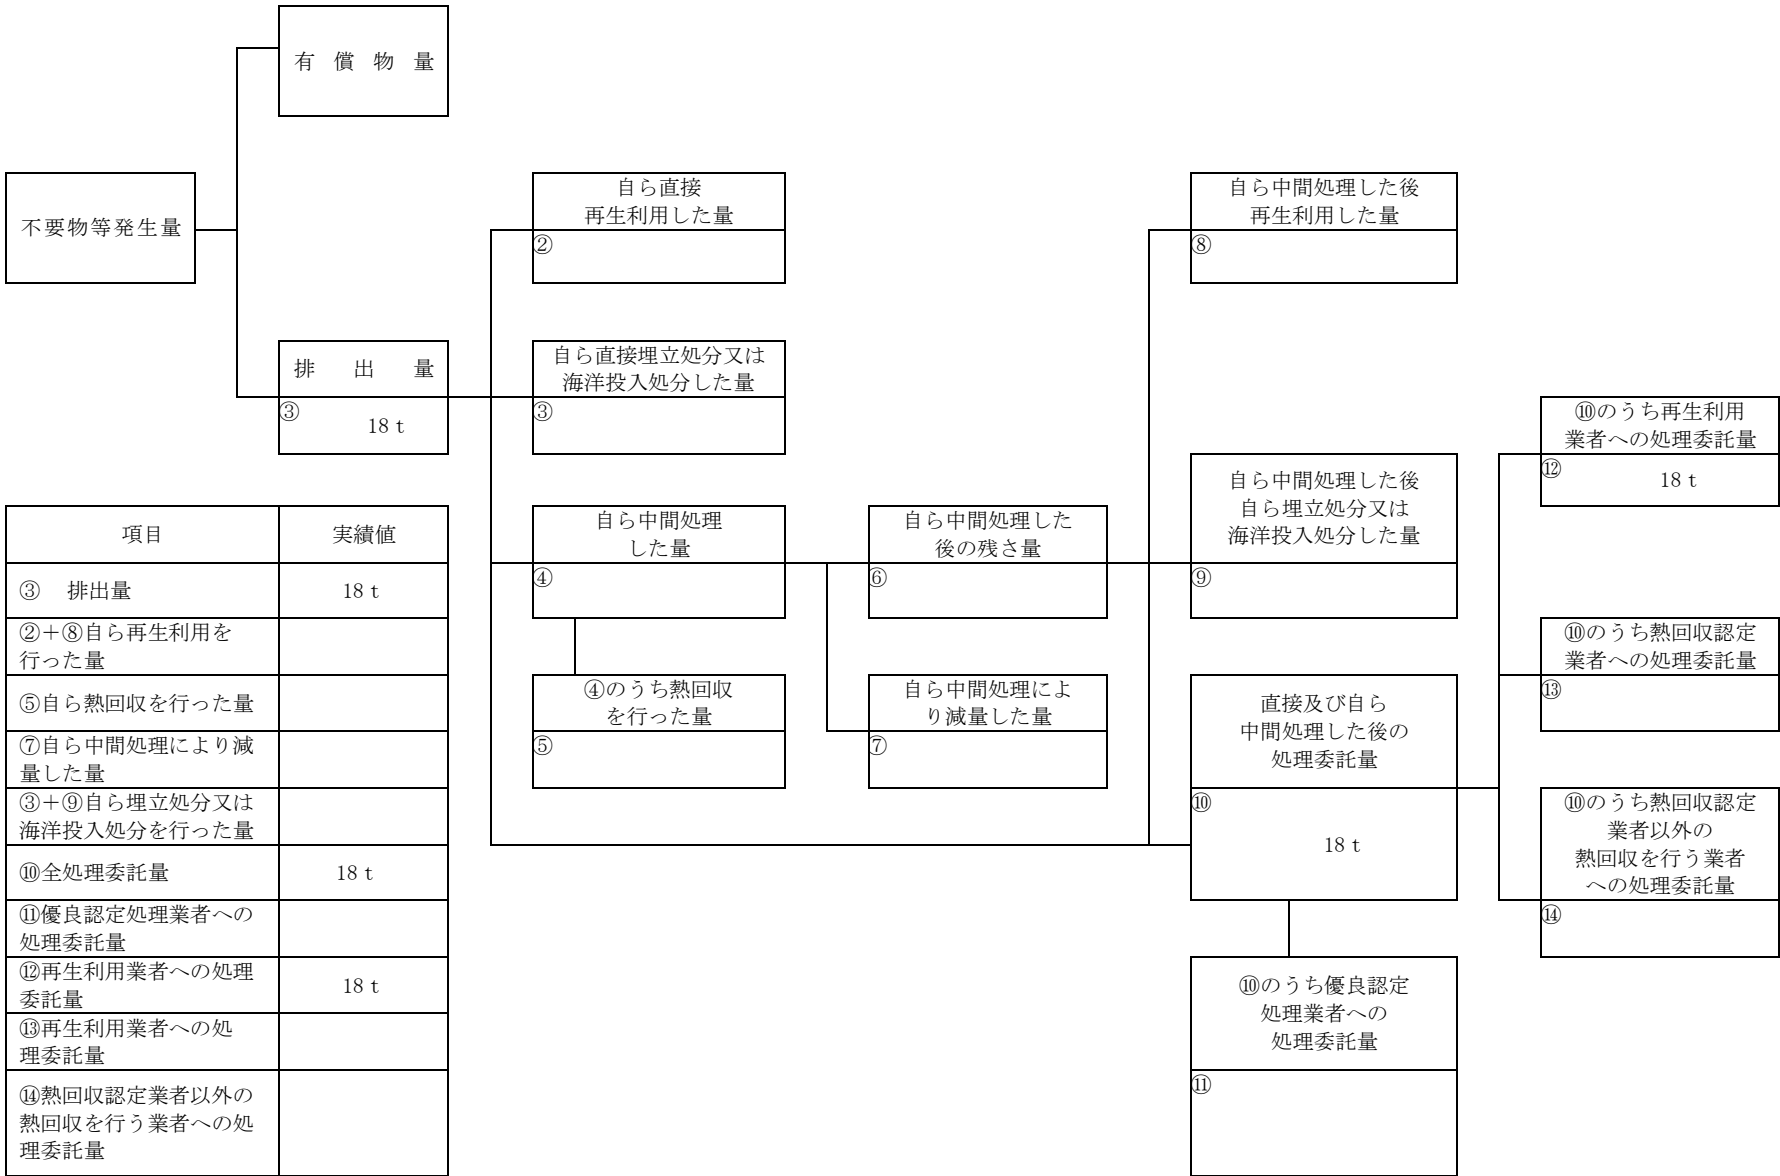 有償物量
不要物等発生量
排出量
③
18 t
自ら直接
再生利用した量
②
自ら直接埋立処分又は
海洋投入処分した量
③
自ら中間処理
した量
④
④のうち熱回収
を行った量
⑤
自ら中間処理した
後の残さ量
⑥
自ら中間処理によ
り減量した量
⑦
自ら中間処理した後
再生利用した量
⑧
自ら中間処理した後
自ら埋立処分又は
海洋投入処分した量
⑨
直接及び自ら
中間処理した後の
処理委託量
⑩
18 t
⑩のうち優良認定
処理業者への
処理委託量
⑪
⑩のうち再生利用
業者への処理委託量
⑫
18 t
⑩のうち熱回収認定
業者への処理委託量
⑬
⑩のうち熱回収認定
業者以外の
熱回収を行う業者
への処理委託量
⑭
項目 実績値
③ 排出量 18 t
②＋⑧自ら再生利用を
行った量
⑤自ら熱回収を行った量
⑦自ら中間処理により減
量した量
③＋⑨自ら埋立処分又は
海洋投入処分を行った量
⑩全処理委託量 18 t
⑪優良認定処理業者への
処理委託量
⑫再生利用業者への処理
委託量
18 t
⑬再生利用業者への処
理委託量
⑭熱回収認定業者以外の
熱回収を行う業者への処
理委託量